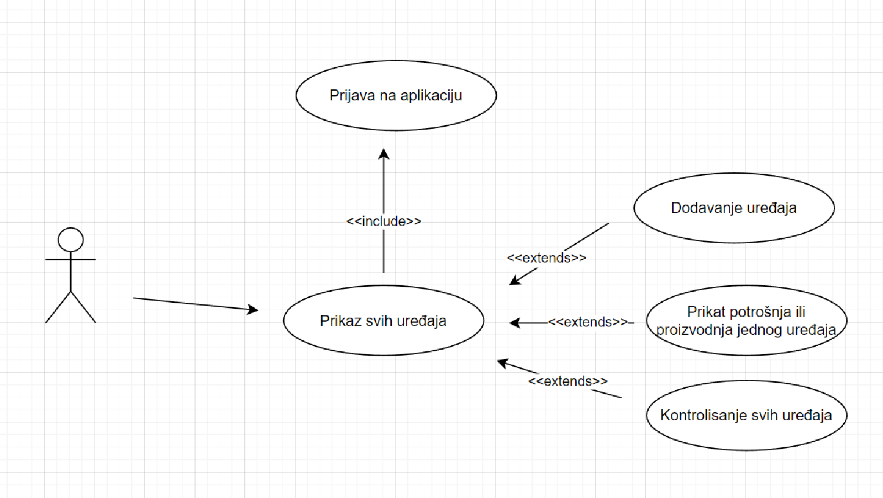 Prijava na aplikaciju
<<include>>
Dodavanje uređaja
<<extends>>
Prikaz svih uređaja
<<extends>>
Prikat potrošnja ili
proizvodnja jednog uređaja
<<extends>>
Kontrolisanje svih uređaja